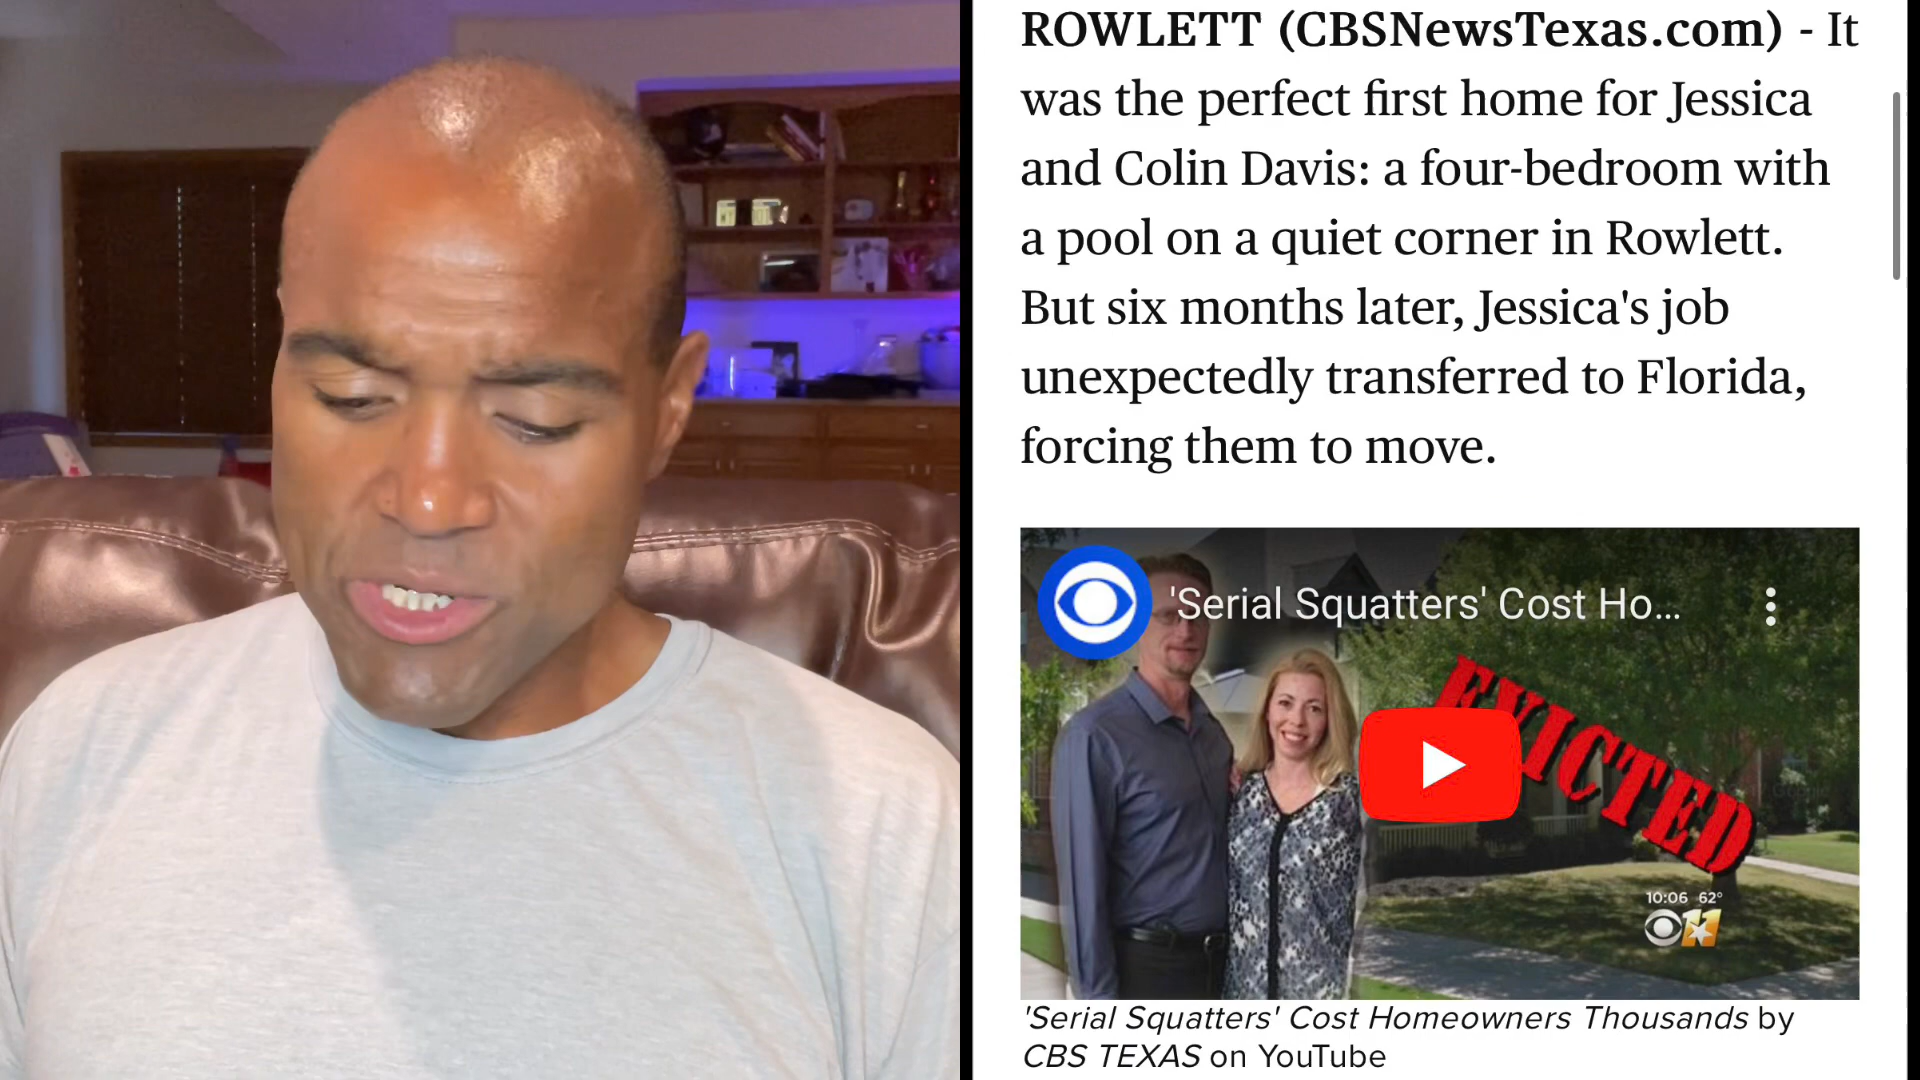 ROWLETT (CBSNewsTexas.com) - It
was the perfect first home for Jessica
and Colin Davis: a four-bedroom with
a pool on a quiet corner in Rowlett.
But six months later, Jessica's job
unexpectedly transferred to Florida,
forcing them to move.
'Serial Squatters' Cost Ho...
EVICTED
10:06 62°
11
'Serial Squatters' Cost Homeowners Thousands by
CBS TEXAS on YouTube